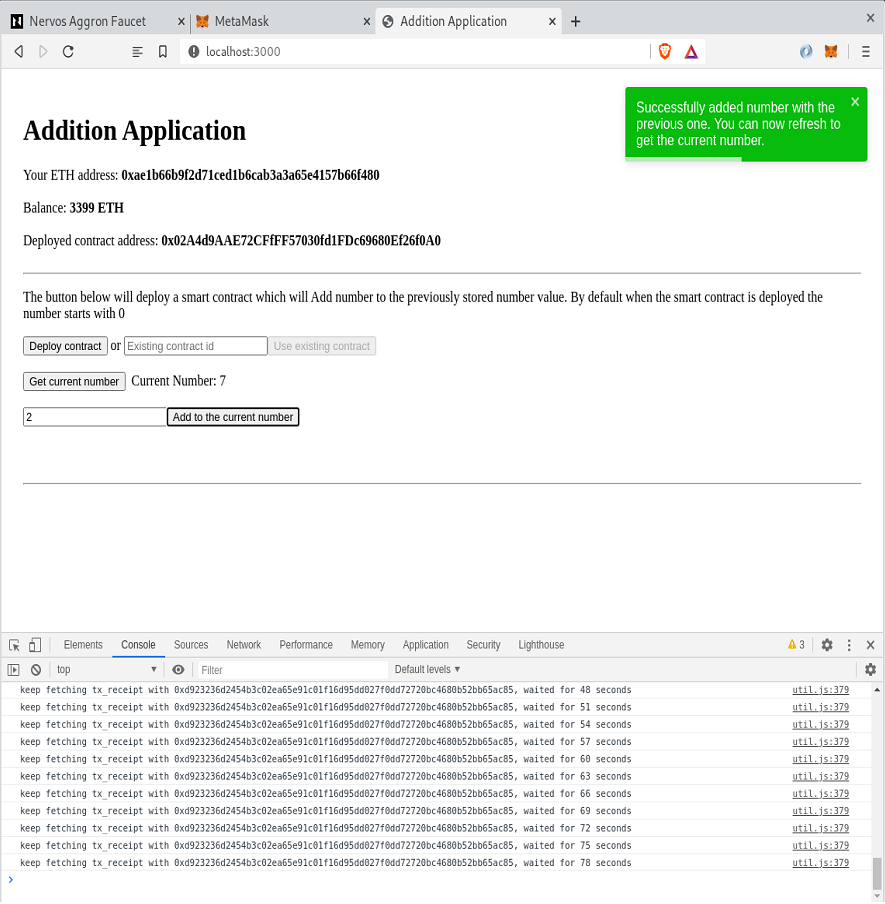 Nervos Aggron Faucet
MetaMask
Addition Application
localhost:3000
Successfully added number with the
previous one. You can now refresh to
get the current number.
Addition Application
Your ETH address: 0xae1b66b9f2d71ced1b6cab3a3a65e4157b66f480
Balance: 3399 ETH
Deployed contract address: 0x02A4d9AAE72CFfFF57030fd1FDc69680Ef26f0A0
The button below will deploy a smart contract which will Add number to the previously stored number value. By default when the smart contract is deployed the
number starts with 0
Deploy contract or Existing contract id Use existing contract
Get current number Current Number: 7
2 Add to the current number
Elements Console Sources Network Performance Memory Application Security Lighthouse 3
top Filter Default levels
keep fetching tx_receipt with 0xd923236d2454b3c02ea65e91c01f16d95dd027f0dd72720bc4680b52bb65ac85, waited for 48 seconds util.js:379
keep fetching tx_receipt with 0xd923236d2454b3c02ea65e91c01f16d95dd027f0dd72720bc4680b52bb65ac85, waited for 51 seconds util.js:379
keep fetching tx_receipt with 0xd923236d2454b3c02ea65e91c01f16d95dd027f0dd72720bc4680b52bb65ac85, waited for 54 seconds util.js:379
keep fetching tx_receipt with 0xd923236d2454b3c02ea65e91c01f16d95dd027f0dd72720bc4680b52bb65ac85, waited for 57 seconds util.js:379
keep fetching tx_receipt with 0xd923236d2454b3c02ea65e91c01f16d95dd027f0dd72720bc4680b52bb65ac85, waited for 60 seconds util.js:379
keep fetching tx_receipt with 0xd923236d2454b3c02ea65e91c01f16d95dd027f0dd72720bc4680b52bb65ac85, waited for 63 seconds util.js:379
keep fetching tx_receipt with 0xd923236d2454b3c02ea65e91c01f16d95dd027f0dd72720bc4680b52bb65ac85, waited for 66 seconds util.js:379
keep fetching tx_receipt with 0xd923236d2454b3c02ea65e91c01f16d95dd027f0dd72720bc4680b52bb65ac85, waited for 69 seconds util.js:379
keep fetching tx_receipt with 0xd923236d2454b3c02ea65e91c01f16d95dd027f0dd72720bc4680b52bb65ac85, waited for 72 seconds util.js:379
keep fetching tx_receipt with 0xd923236d2454b3c02ea65e91c01f16d95dd027f0dd72720bc4680b52bb65ac85, waited for 75 seconds util.js:379
keep fetching tx_receipt with 0xd923236d2454b3c02ea65e91c01f16d95dd027f0dd72720bc4680b52bb65ac85, waited for 78 seconds util.js:379